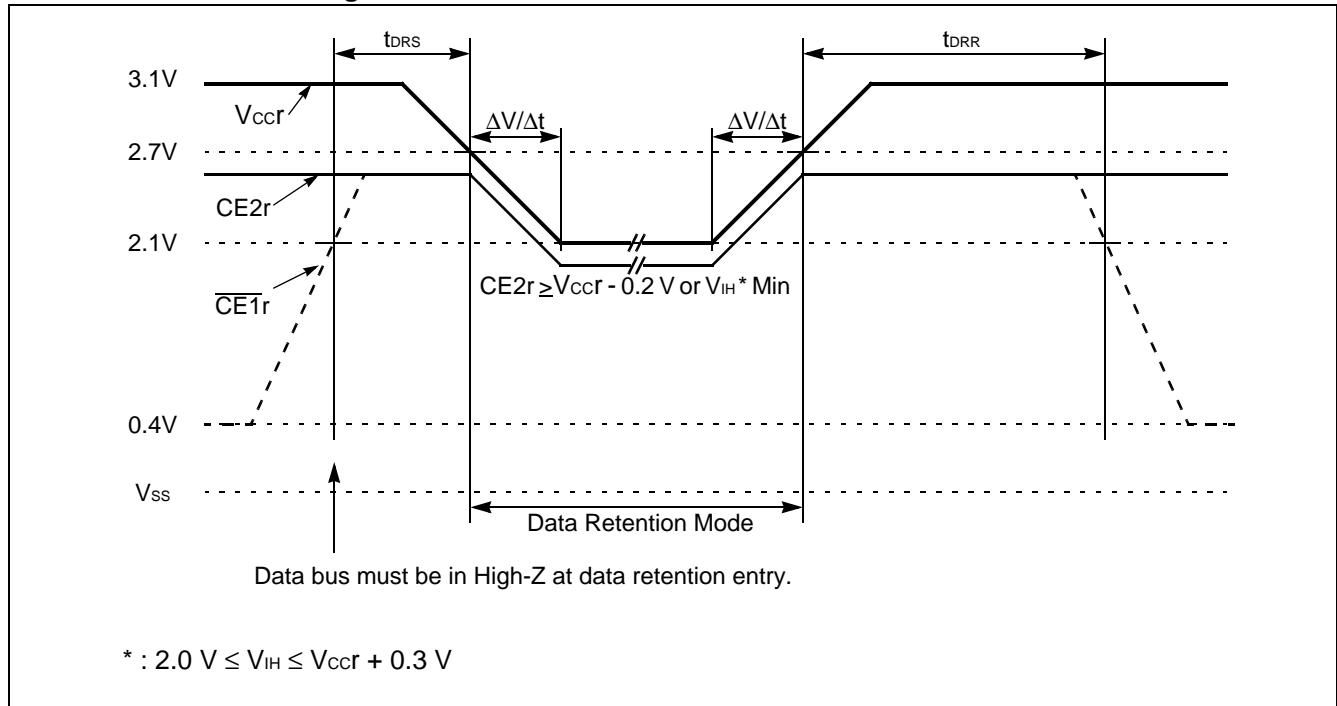 tDRS
tDRR
3.1V
VCCr
ΔV/Δt
ΔV/Δt
2.7V
CE2r
2.1V
CE2r ≥VCCr - 0.2 V or VIH* Min
CE1r
0.4V
VSS
Data Retention Mode
Data bus must be in High-Z at data retention entry.
* : 2.0 V ≤ VIH ≤ VCCr + 0.3 V